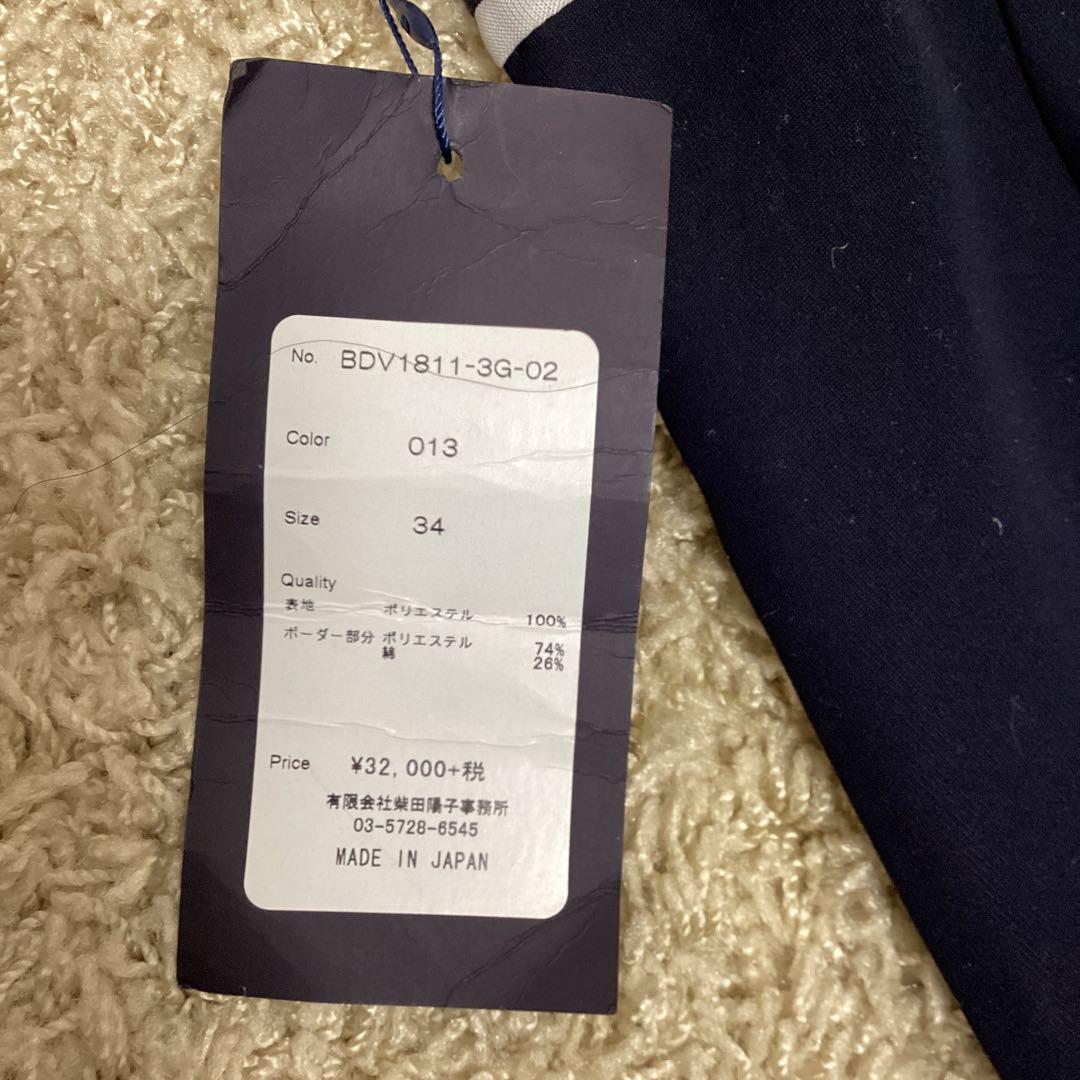 No. BDV1811-3G-02
Color 013
Size 34
Quality
表地 ポリエステル 100%
ボーダー部分 ポリエステル 74%
綿 26%
Price ¥32,000+税
有限会社柴田陽子事務所
03-5728-6545
MADE IN JAPAN